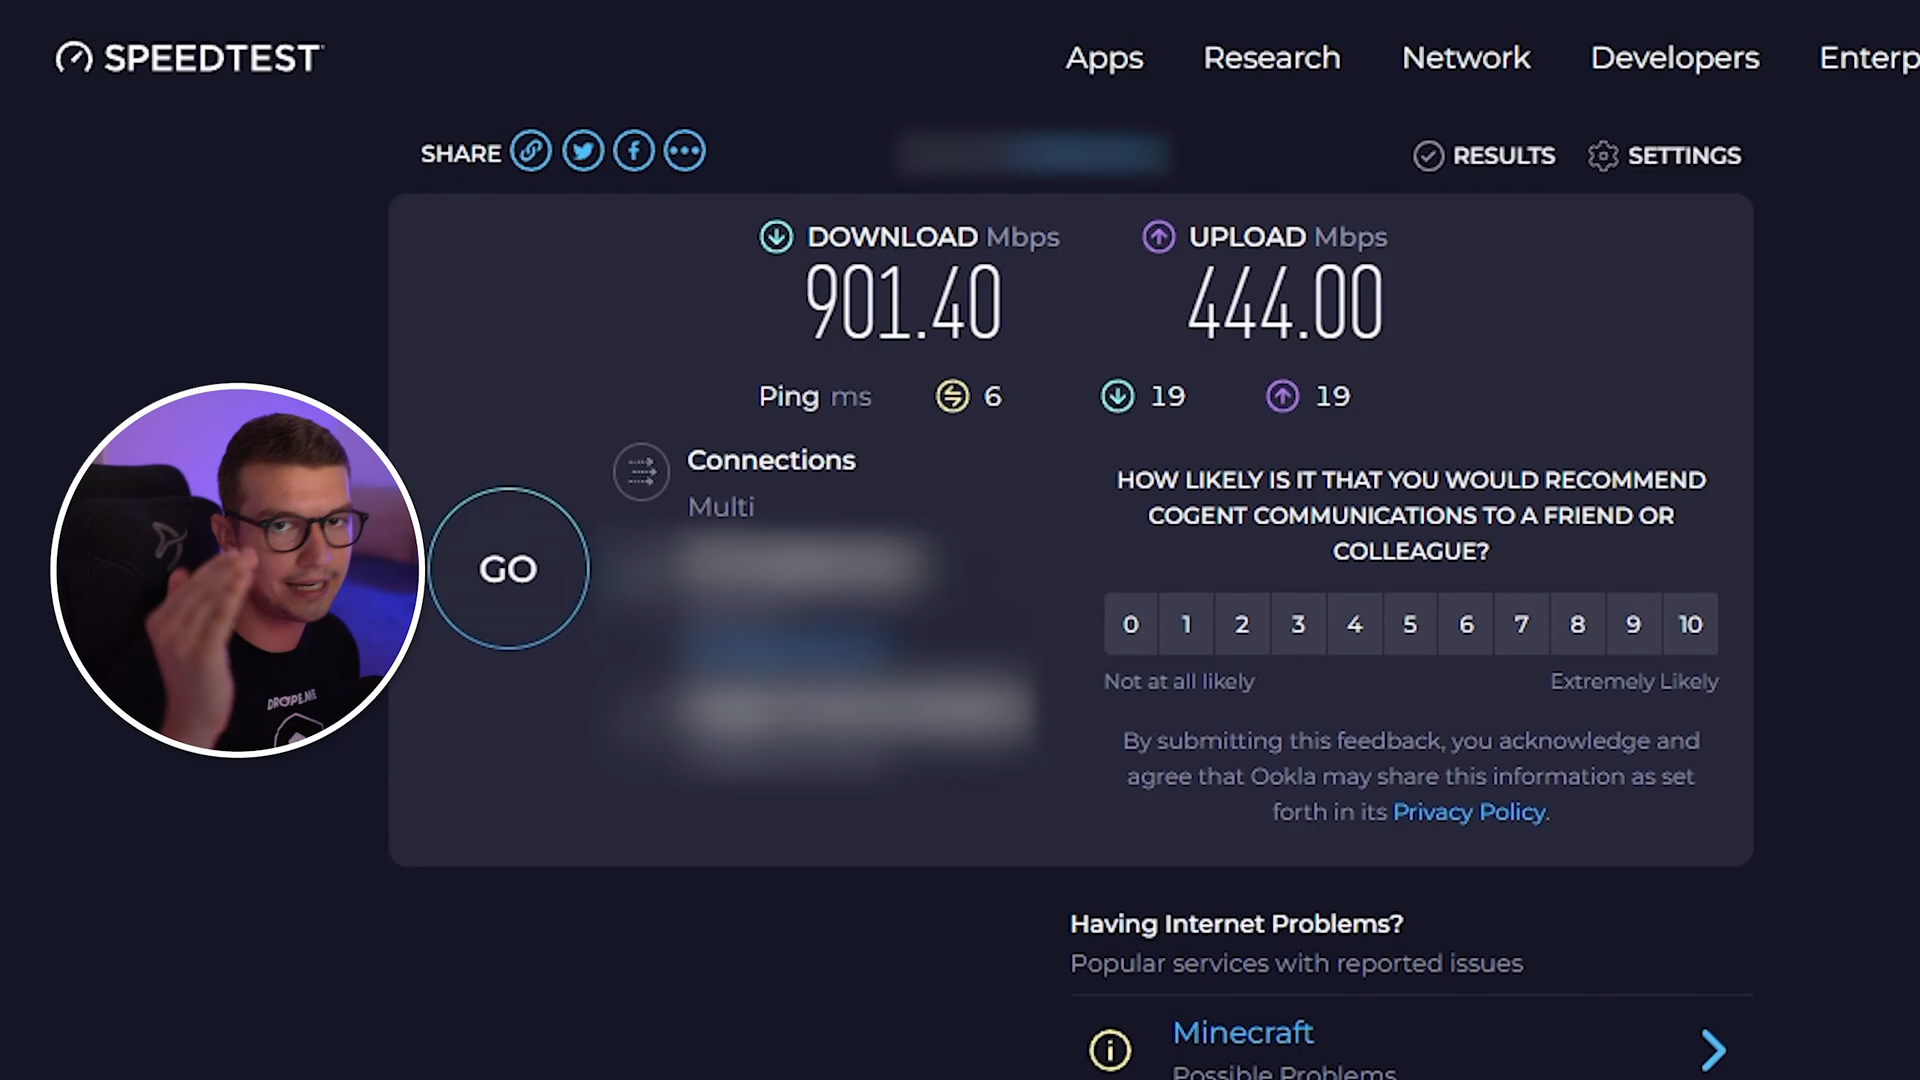 SPEEDTEST
Apps Research Network Developers Enterp
SHARE
RESULTS SETTINGS
DOWNLOAD Mbps
901.40
UPLOAD Mbps
444.00
Ping ms 6 19 19
Connections
Multi
GO
HOW LIKELY IS IT THAT YOU WOULD RECOMMEND
COGENT COMMUNICATIONS TO A FRIEND OR
COLLEAGUE?
0 1 2 3 4 5 6 7 8 9 10
Not at all likely Extremely Likely
By submitting this feedback, you acknowledge and
agree that Ookla may share this information as set
forth in its Privacy Policy.
DROPE.ME
Having Internet Problems?
Popular services with reported issues
Minecraft
Possible Problems